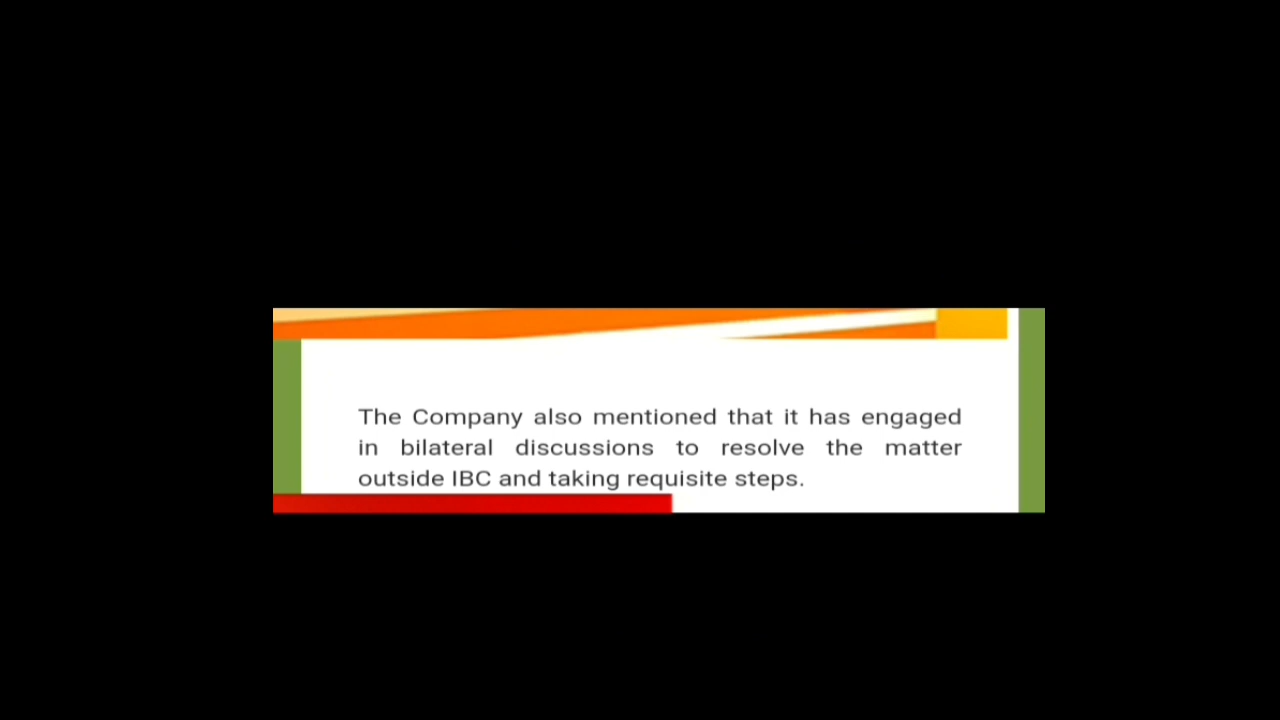 The Company also mentioned that it has engaged
in bilateral discussions to resolve the matter
outside IBC and taking requisite steps.